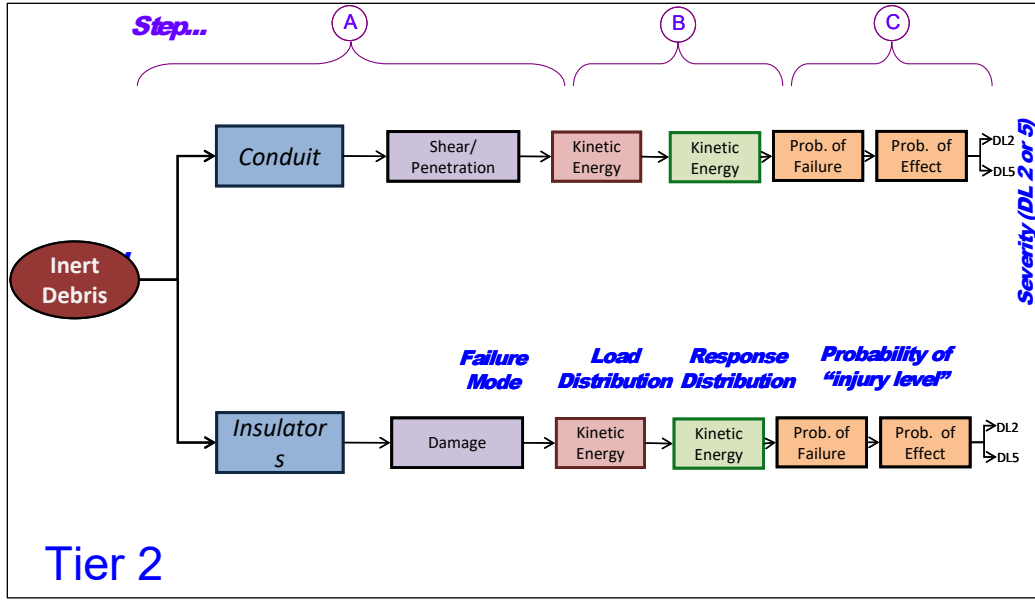 Step...
A
B
C
Conduit
Shear/
Penetration
Kinetic
Energy
Kinetic
Energy
Prob. of
Failure
Prob. of
Effect
DL2
DL5
Severity (DL 2 or 5)
Inert
Debris
Failure
Mode
Load
Distribution
Response
Distribution
Probability of
“injury level”
Insulator
s
Damage
Kinetic
Energy
Kinetic
Energy
Prob. of
Failure
Prob. of
Effect
DL2
DL5
Tier 2